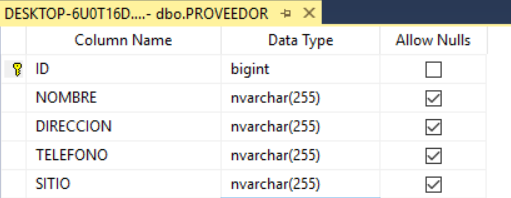 DESKTOP-6U0T16D....- dbo.PROVEEDOR
Column Name Data Type Allow Nulls
ID bigint
NOMBRE nvarchar(255)
DIRECCION nvarchar(255)
TELEFONO nvarchar(255)
SITIO nvarchar(255)